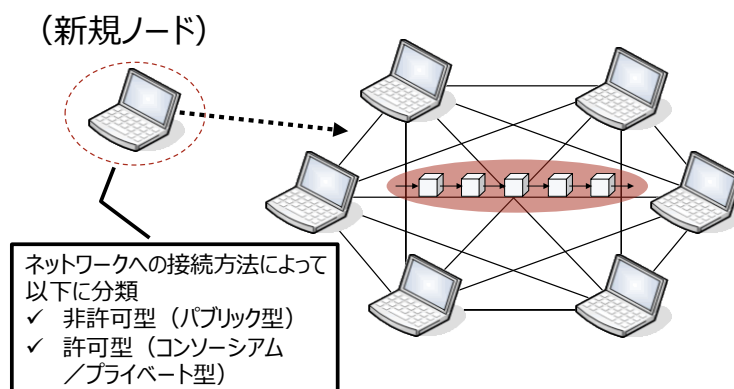 （新規ノード）
ネットワークへの接続方法によって
以下に分類
✓ 非許可型（パブリック型）
✓ 許可型（コンソーシアム
／プライベート型）